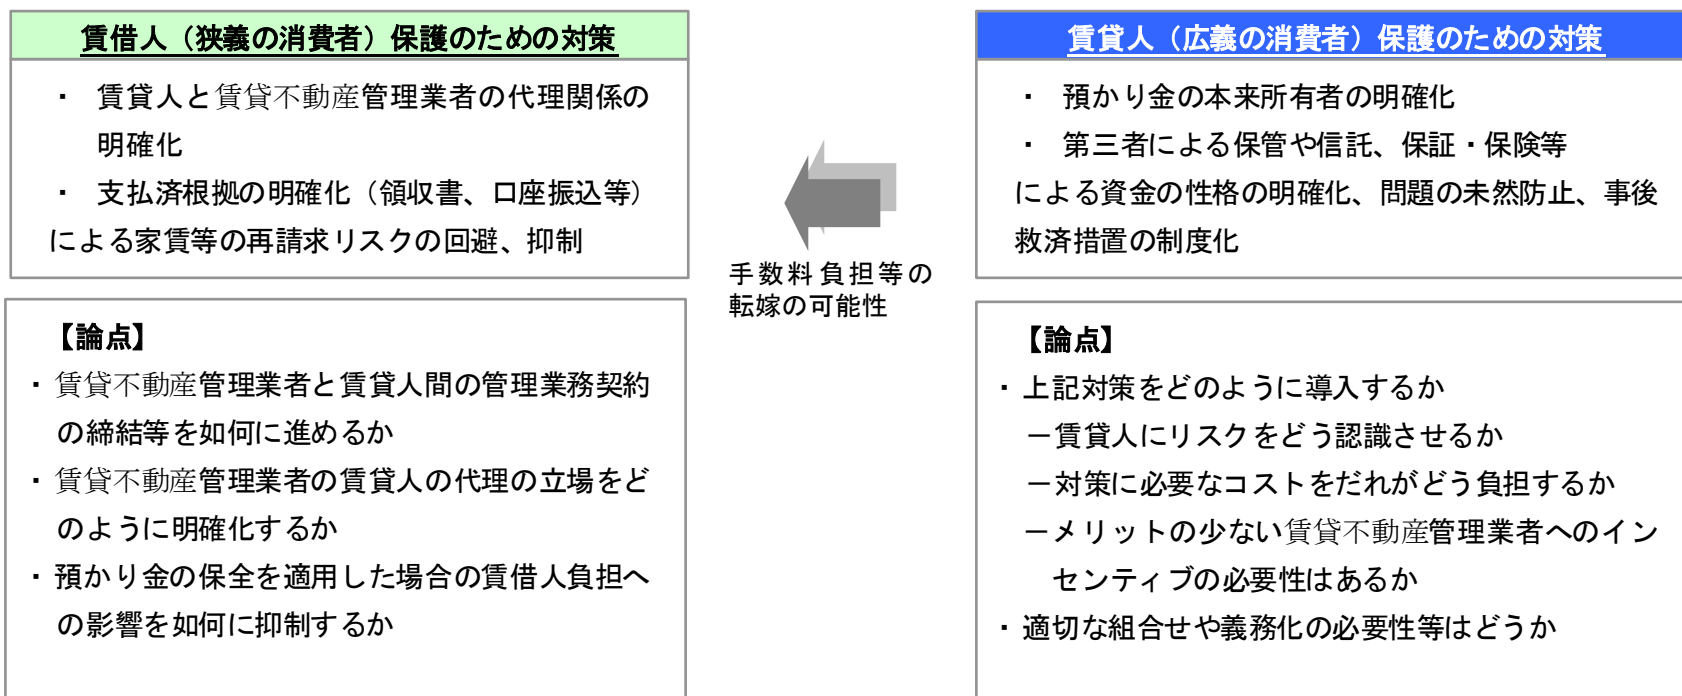 賃借人（狭義の消費者）保護のための対策
・　賃貸人と賃貸不動産管理業者の代理関係の
明確化
・　支払済根拠の明確化（領収書、口座振込等）
による家賃等の再請求リスクの回避、抑制
【論点】
・賃貸不動産管理業者と賃貸人間の管理業務契約
の締結等を如何に進めるか
・賃貸不動産管理業者の賃貸人の代理の立場をど
のように明確化するか
・預かり金の保全を適用した場合の賃借人負担へ
の影響を如何に抑制するか
手数料負担等の
転嫁の可能性
賃貸人（広義の消費者）保護のための対策
・　預かり金の本来所有者の明確化
・　第三者による保管や信託、保証・保険等
による資金の性格の明確化、問題の未然防止、事後
救済措置の制度化
【論点】
・上記対策をどのように導入するか
－賃貸人にリスクをどう認識させるか
－対策に必要なコストをだれがどう負担するか
－メリットの少ない賃貸不動産管理業者へのイン
センティブの必要性はあるか
・適切な組合せや義務化の必要性等はどうか